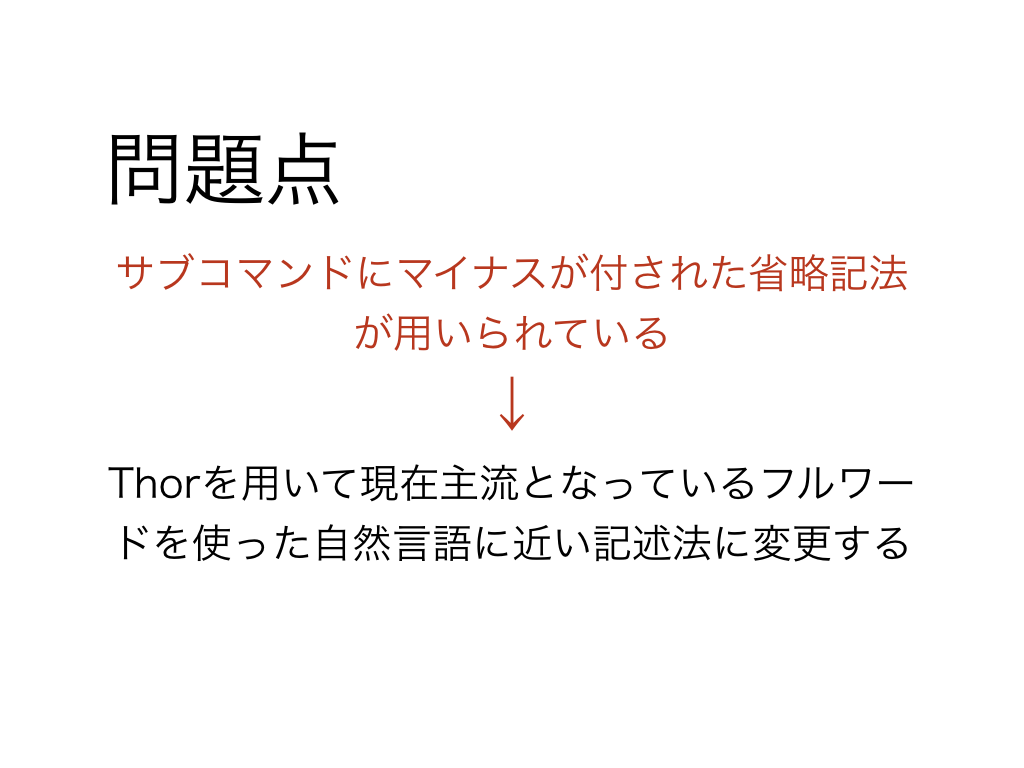 問題点
サブコマンドにマイナスが付された省略記法
が用いられている
↓
Thorを用いて現在主流となっているフルワー
ドを使った自然言語に近い記述法に変更する